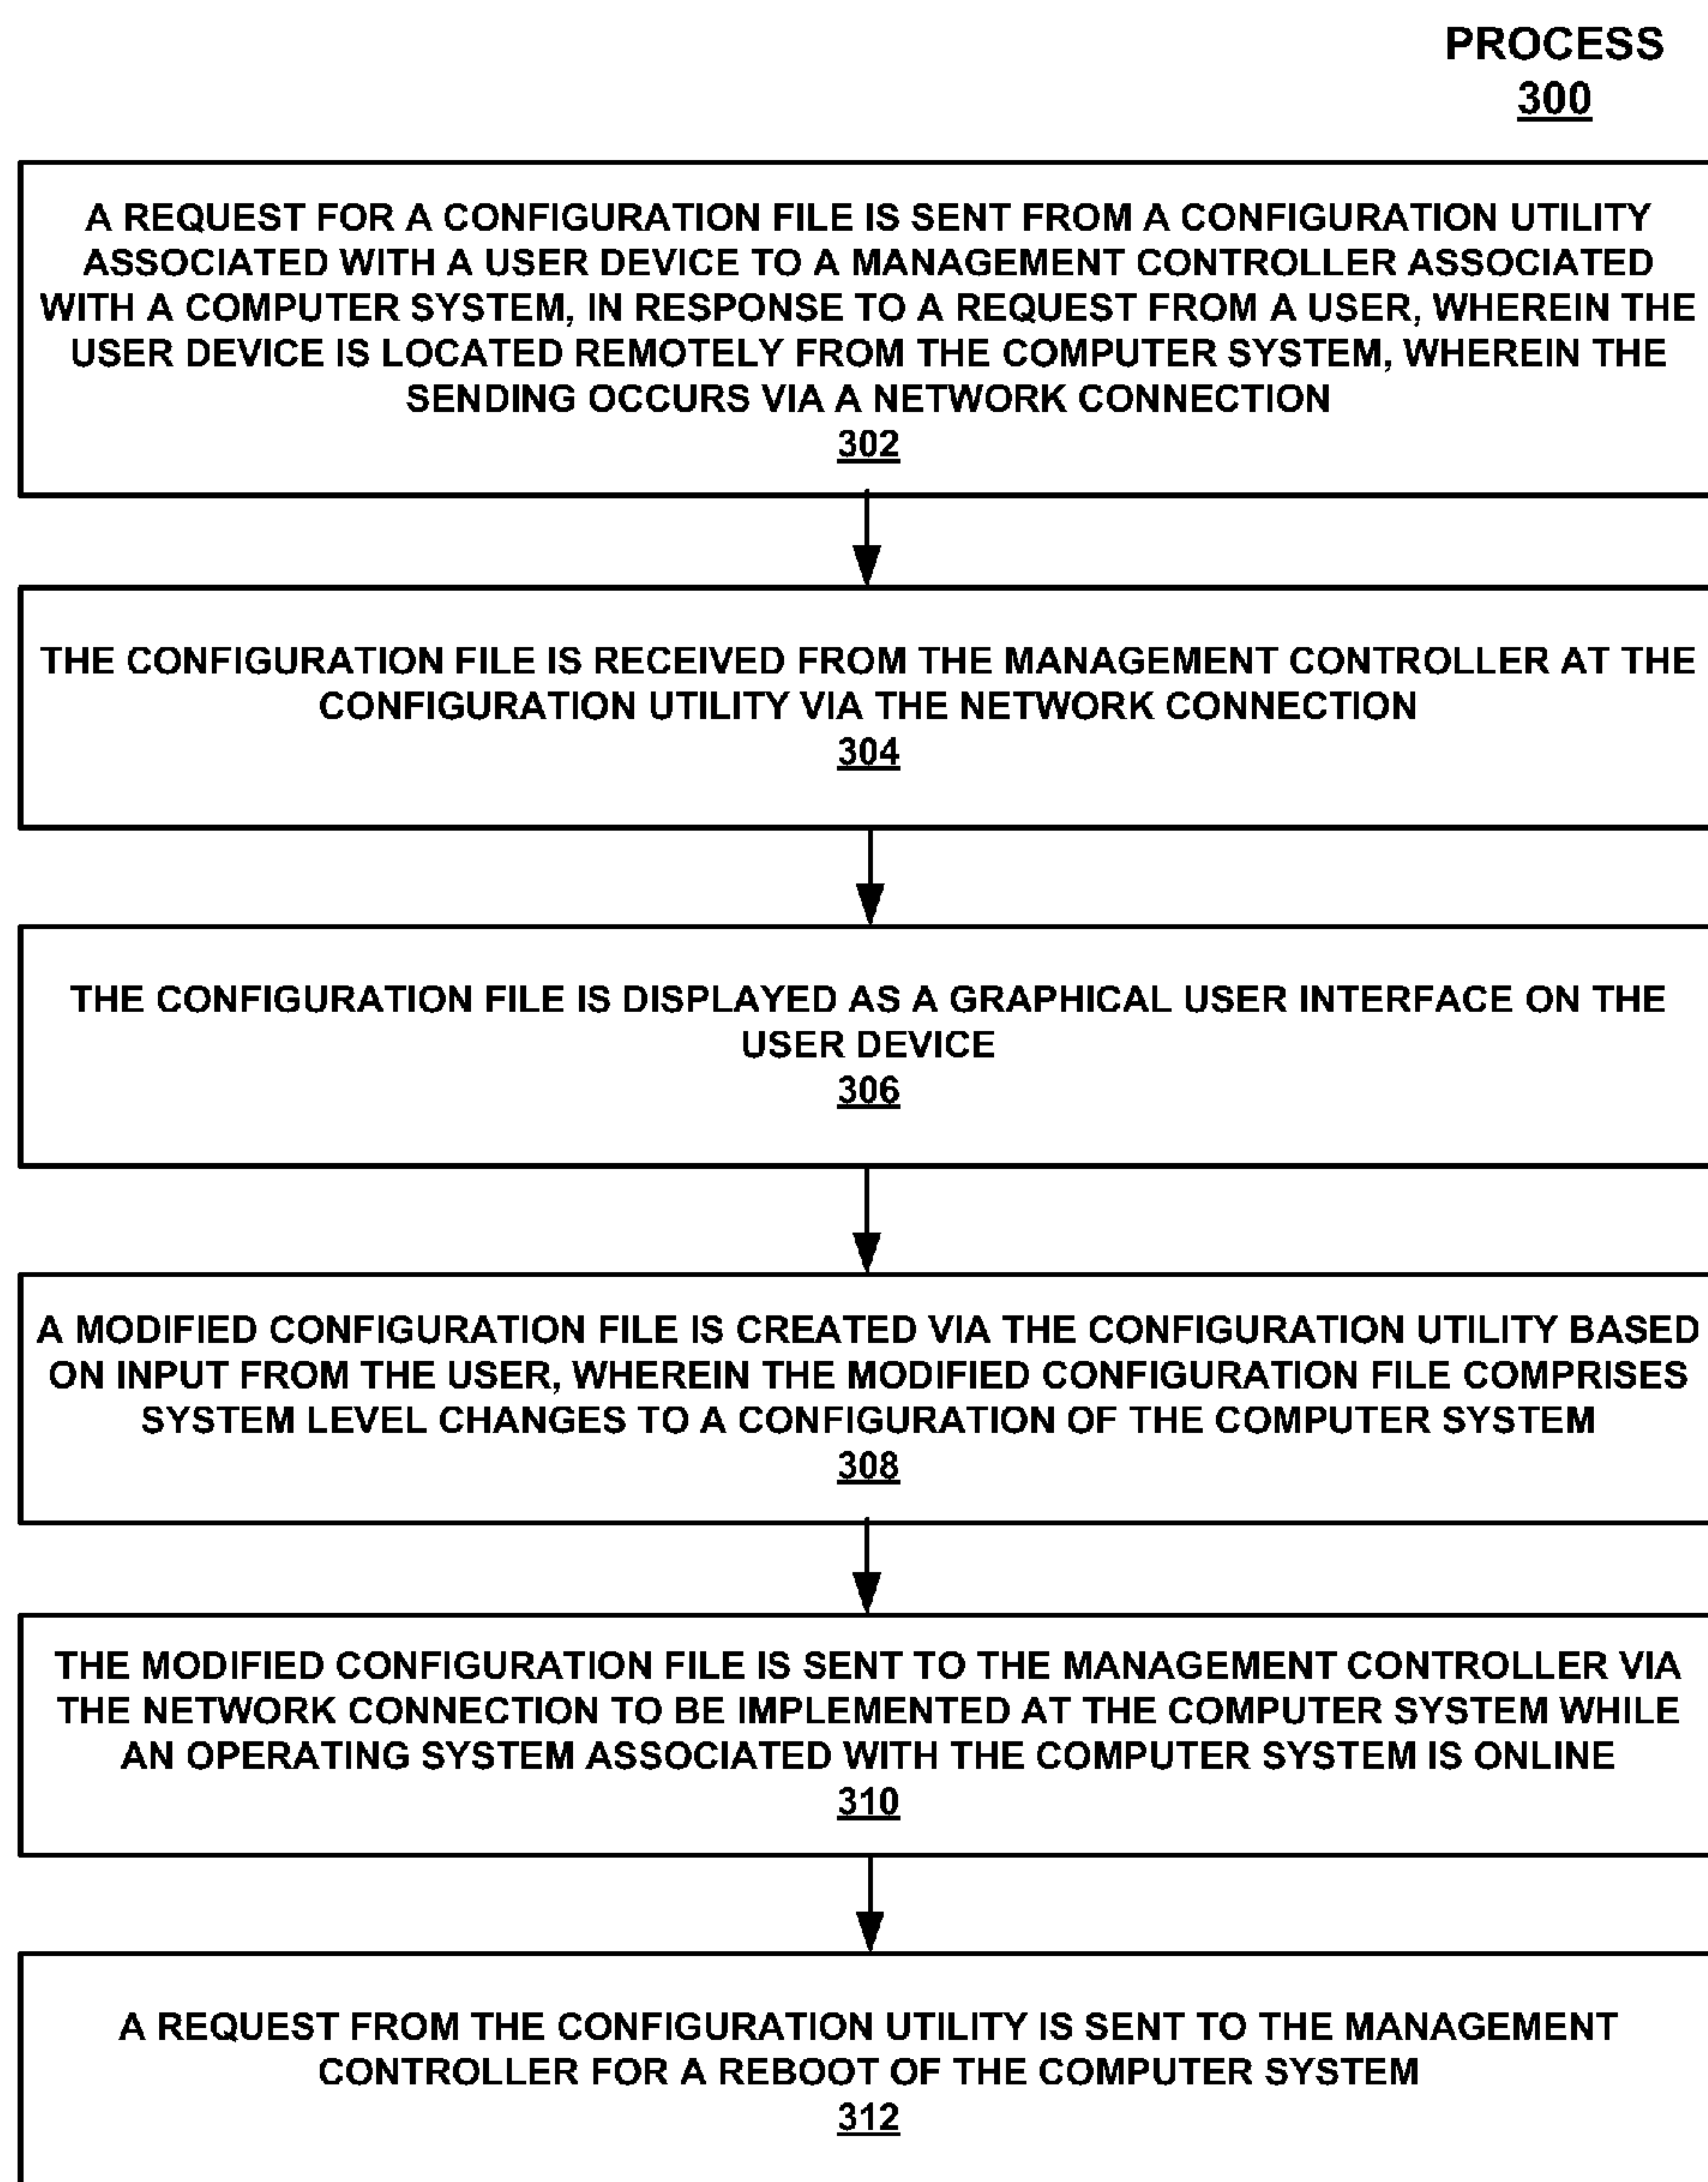 PROCESS
300
A REQUEST FOR A CONFIGURATION FILE IS SENT FROM A CONFIGURATION UTILITY
ASSOCIATED WITH A USER DEVICE TO A MANAGEMENT CONTROLLER ASSOCIATED
WITH A COMPUTER SYSTEM, IN RESPONSE TO A REQUEST FROM A USER, WHEREIN THE
USER DEVICE IS LOCATED REMOTELY FROM THE COMPUTER SYSTEM, WHEREIN THE
SENDING OCCURS VIA A NETWORK CONNECTION
302
THE CONFIGURATION FILE IS RECEIVED FROM THE MANAGEMENT CONTROLLER AT THE
CONFIGURATION UTILITY VIA THE NETWORK CONNECTION
304
THE CONFIGURATION FILE IS DISPLAYED AS A GRAPHICAL USER INTERFACE ON THE
USER DEVICE
306
A MODIFIED CONFIGURATION FILE IS CREATED VIA THE CONFIGURATION UTILITY BASED
ON INPUT FROM THE USER, WHEREIN THE MODIFIED CONFIGURATION FILE COMPRISES
SYSTEM LEVEL CHANGES TO A CONFIGURATION OF THE COMPUTER SYSTEM
308
THE MODIFIED CONFIGURATION FILE IS SENT TO THE MANAGEMENT CONTROLLER VIA
THE NETWORK CONNECTION TO BE IMPLEMENTED AT THE COMPUTER SYSTEM WHILE
AN OPERATING SYSTEM ASSOCIATED WITH THE COMPUTER SYSTEM IS ONLINE
310
A REQUEST FROM THE CONFIGURATION UTILITY IS SENT TO THE MANAGEMENT
CONTROLLER FOR A REBOOT OF THE COMPUTER SYSTEM
312